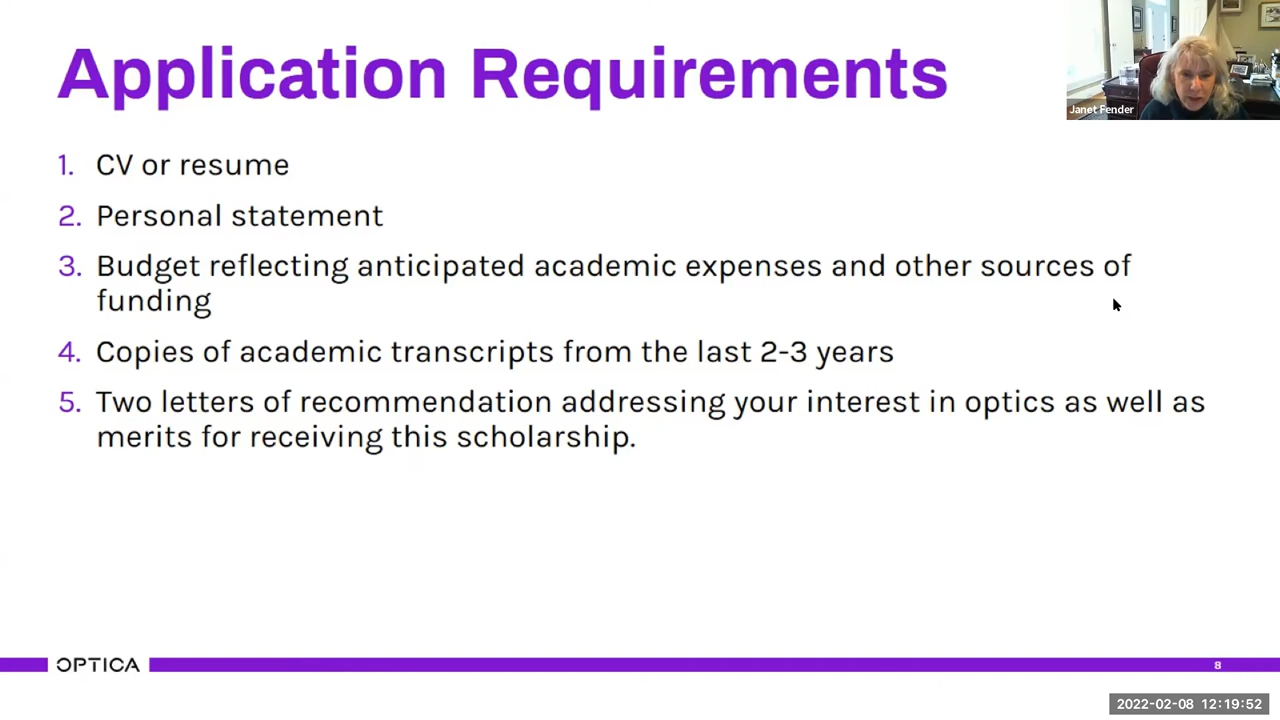 Application Requirements
Janet Fender
1. CV or resume
2. Personal statement
3. Budget reflecting anticipated academic expenses and other sources of
funding
4. Copies of academic transcripts from the last 2-3 years
5. Two letters of recommendation addressing your interest in optics as well as
merits for receiving this scholarship.
OPTICA
8
2022-02-08 12:19:52